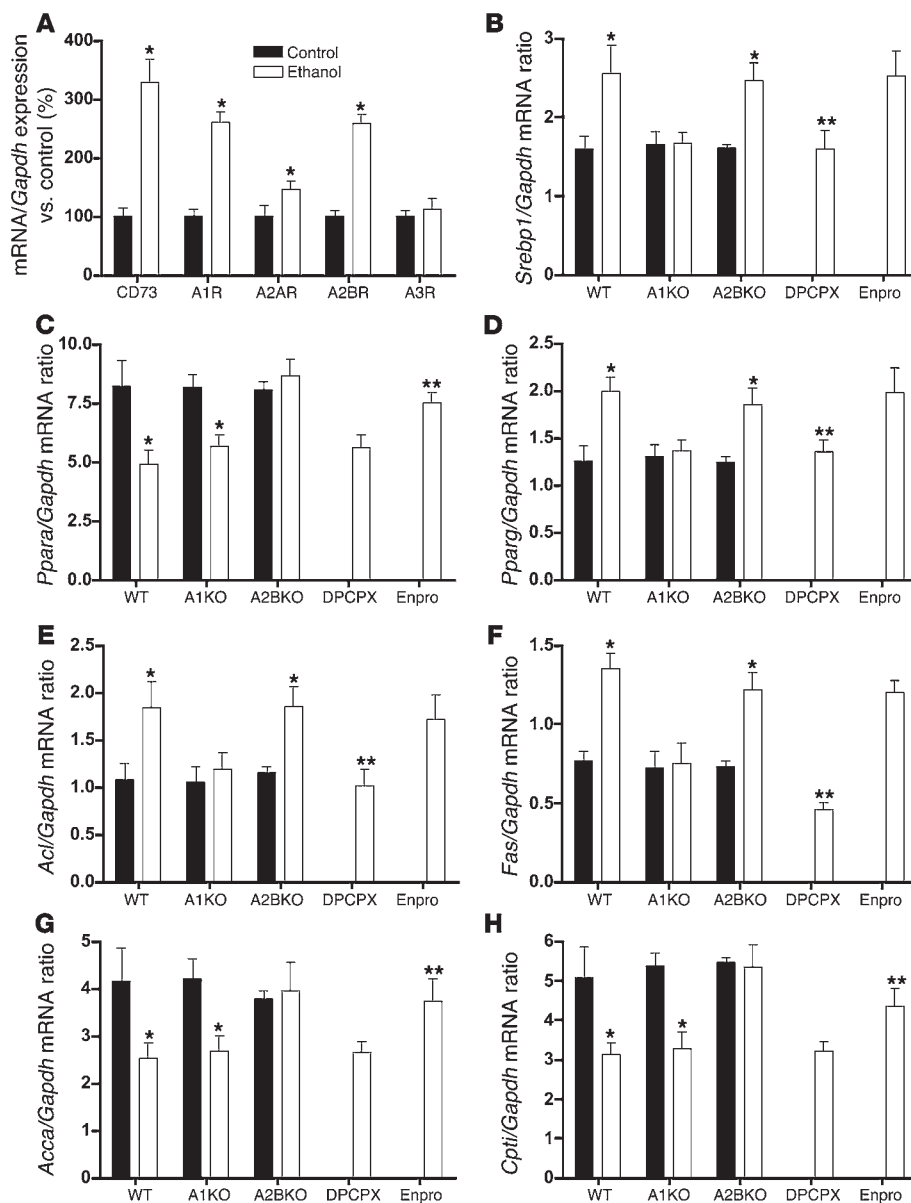 A
mRNA/Gapdh expression
vs. control (%)
400
300
200
100
0
Control
Ethanol
*
*
*
*
CD73
A1R
A2AR
A2BR
A3R
B
Srebp1/Gapdh mRNA ratio
3
2
1
0
*
*
**
WT
A1KO
A2BKO
DPCPX
Enpro
C
Ppara/Gapdh mRNA ratio
10.0
7.5
5.0
2.5
0.0
*
*
**
WT
A1KO
A2BKO
DPCPX
Enpro
D
Pparg/Gapdh mRNA ratio
2.5
2.0
1.5
1.0
0.5
0.0
*
*
**
WT
A1KO
A2BKO
DPCPX
Enpro
E
Acl/Gapdh mRNA ratio
2.5
2.0
1.5
1.0
0.5
0.0
*
*
**
WT
A1KO
A2BKO
DPCPX
Enpro
F
Fas/Gapdh mRNA ratio
1.5
1.0
0.5
0.0
*
*
**
WT
A1KO
A2BKO
DPCPX
Enpro
G
Acca/Gapdh mRNA ratio
5
4
3
2
1
0
*
*
**
WT
A1KO
A2BKO
DPCPX
Enpro
H
Cpti/Gapdh mRNA ratio
6
5
4
3
2
1
0
*
*
**
WT
A1KO
A2BKO
DPCPX
Enpro